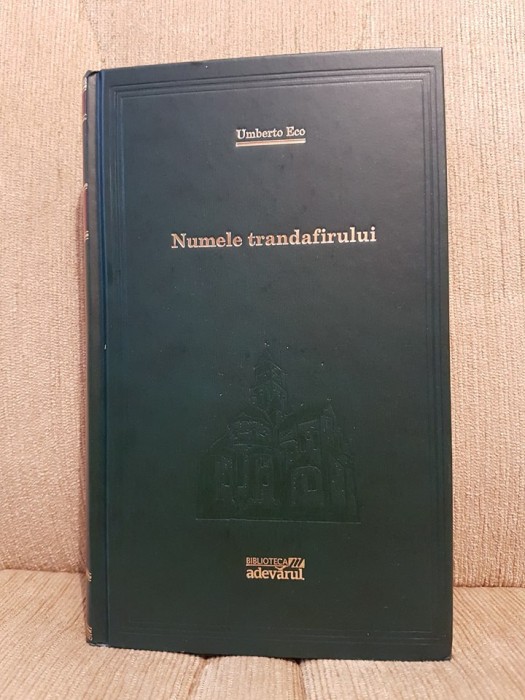 Umberto Eco
Numele trandafirului
BIBLIOTECA
adevărul